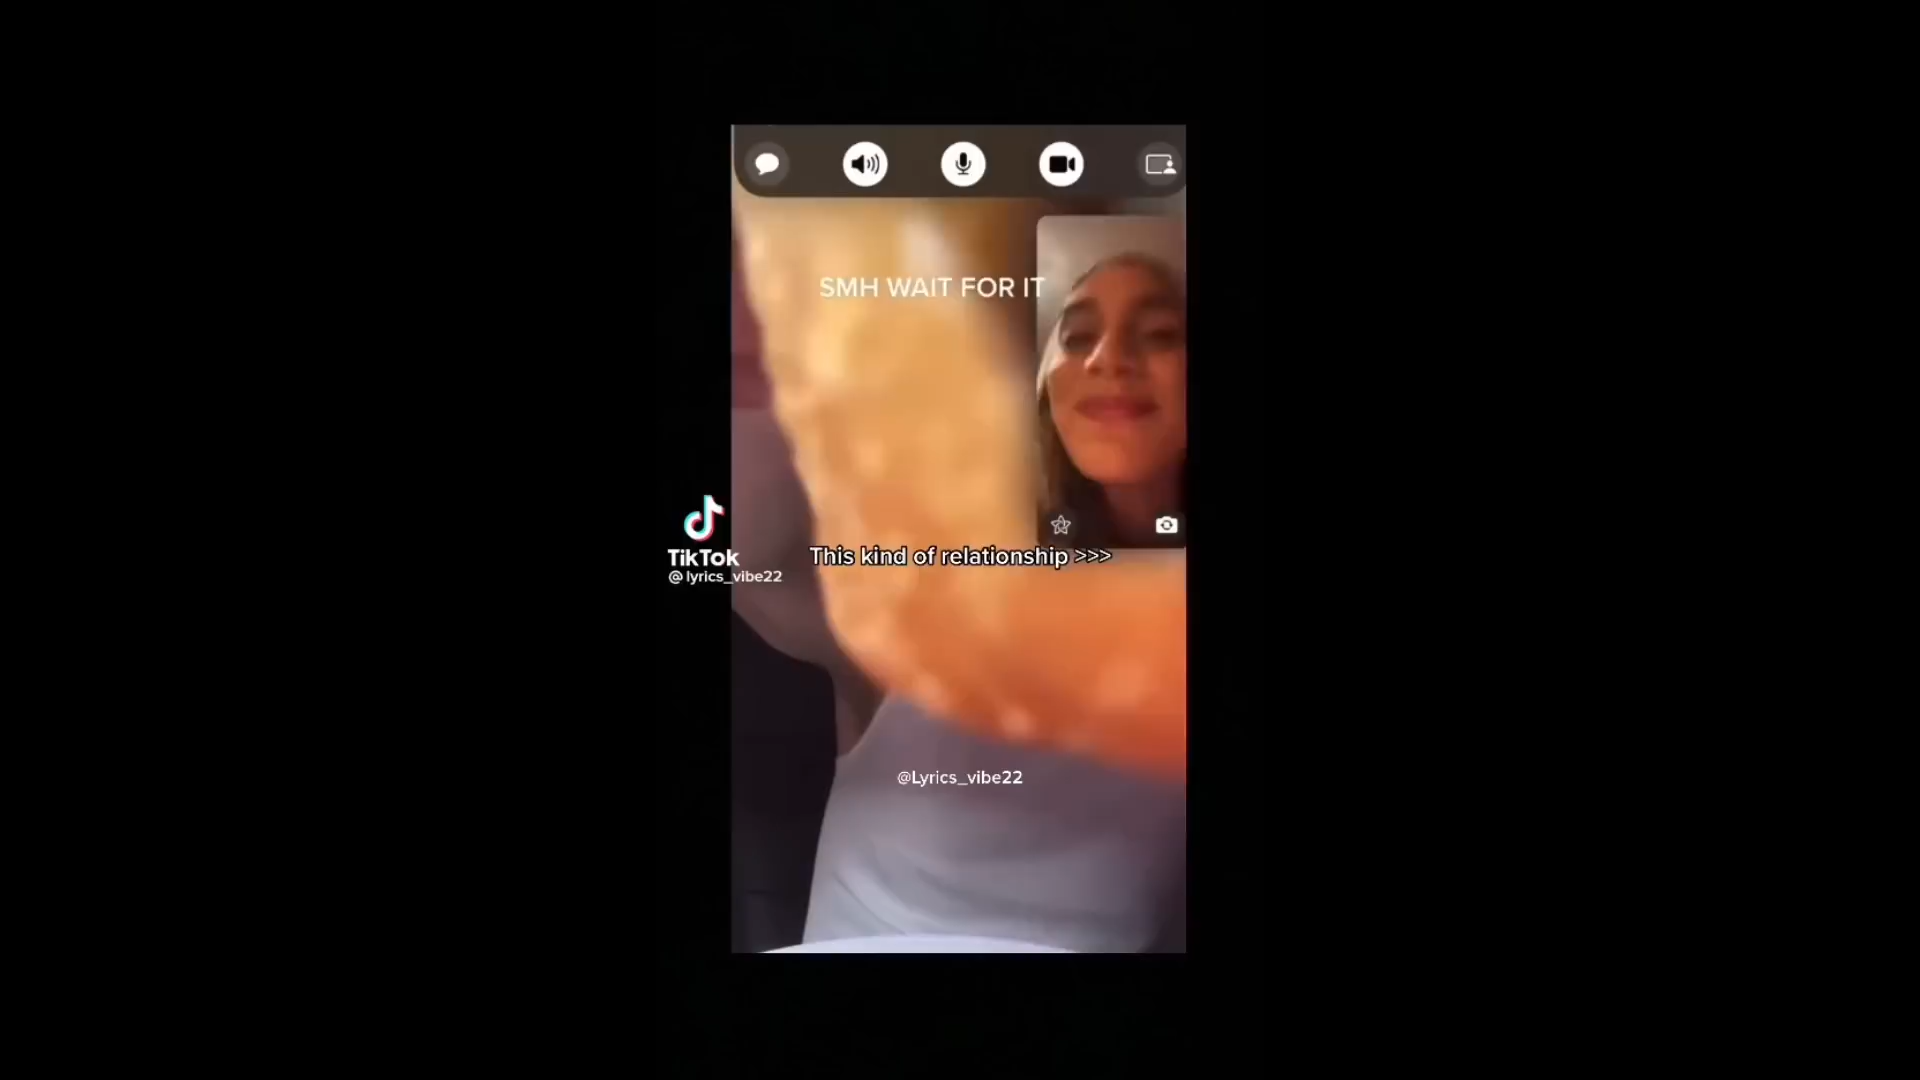 SMH WAIT FOR IT
TikTok
@lyrics_vibe22
This kind of relationship >>>
@Lyrics_vibe22